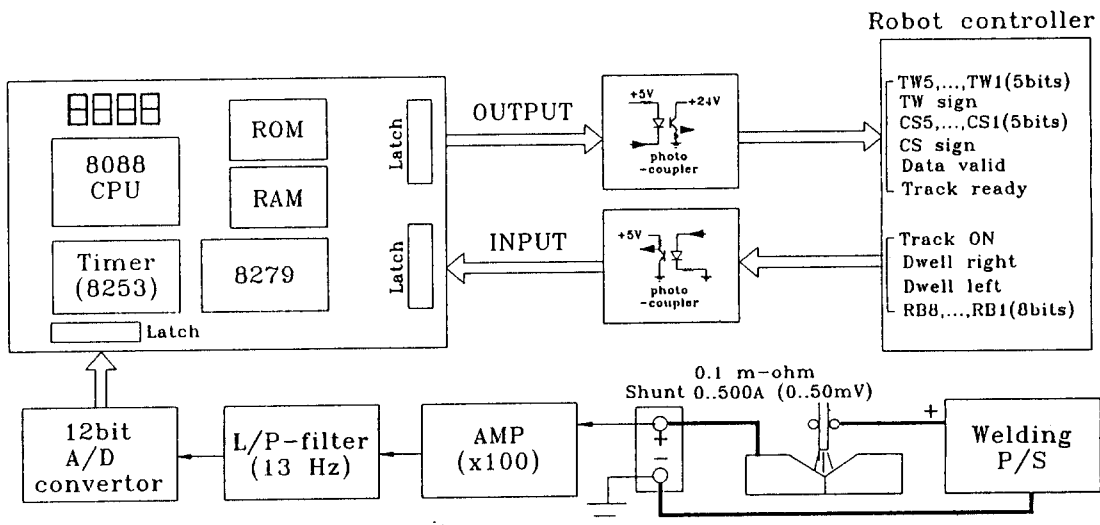 Robot controller
8088
CPU
ROM
RAM
Timer
(8253)
8279
Latch
Latch
Latch
OUTPUT
INPUT
+5V
+24V
photo
-coupler
+5V
photo
-coupler
TW5,...,TW1(5bits)
TW sign
CS5,...,CS1(5bits)
CS sign
Data valid
Track ready
Track ON
Dwell right
Dwell left
RB8,...,RB1(8bits)
12bit
A/D
convertor
L/P-filter
(13 Hz)
AMP
(x100)
0.1 m-ohm
Shunt 0..500A (0..50mV)
+
-
+
Welding
P/S